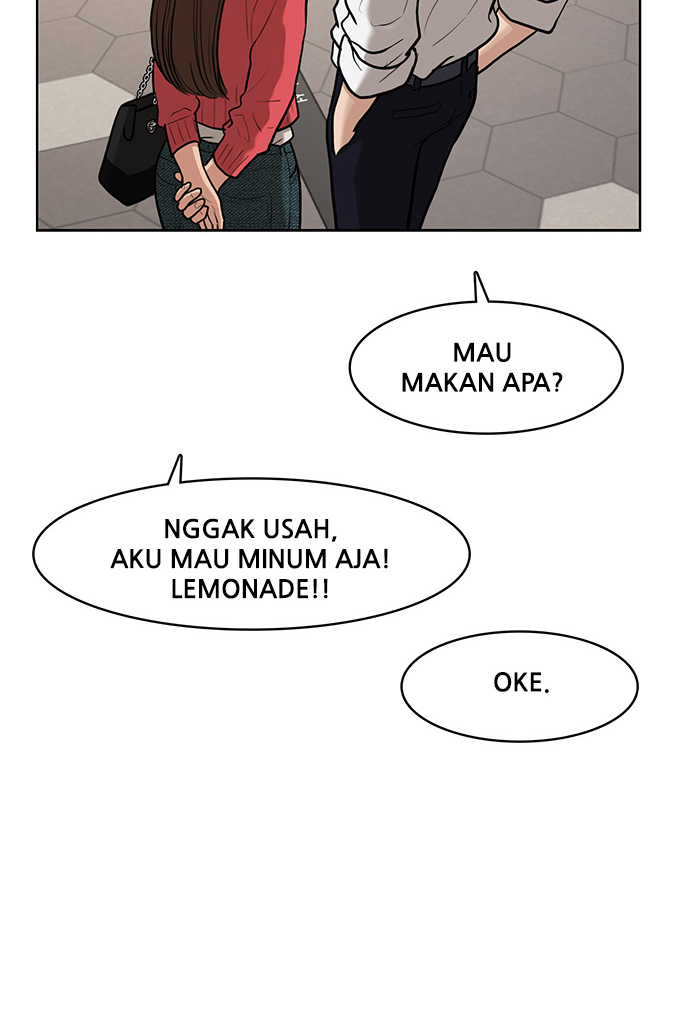 MAU
MAKAN APA?
NGGAK USAH,
AKU MAU MINUM AJA!
LEMONADE!!
OKE.